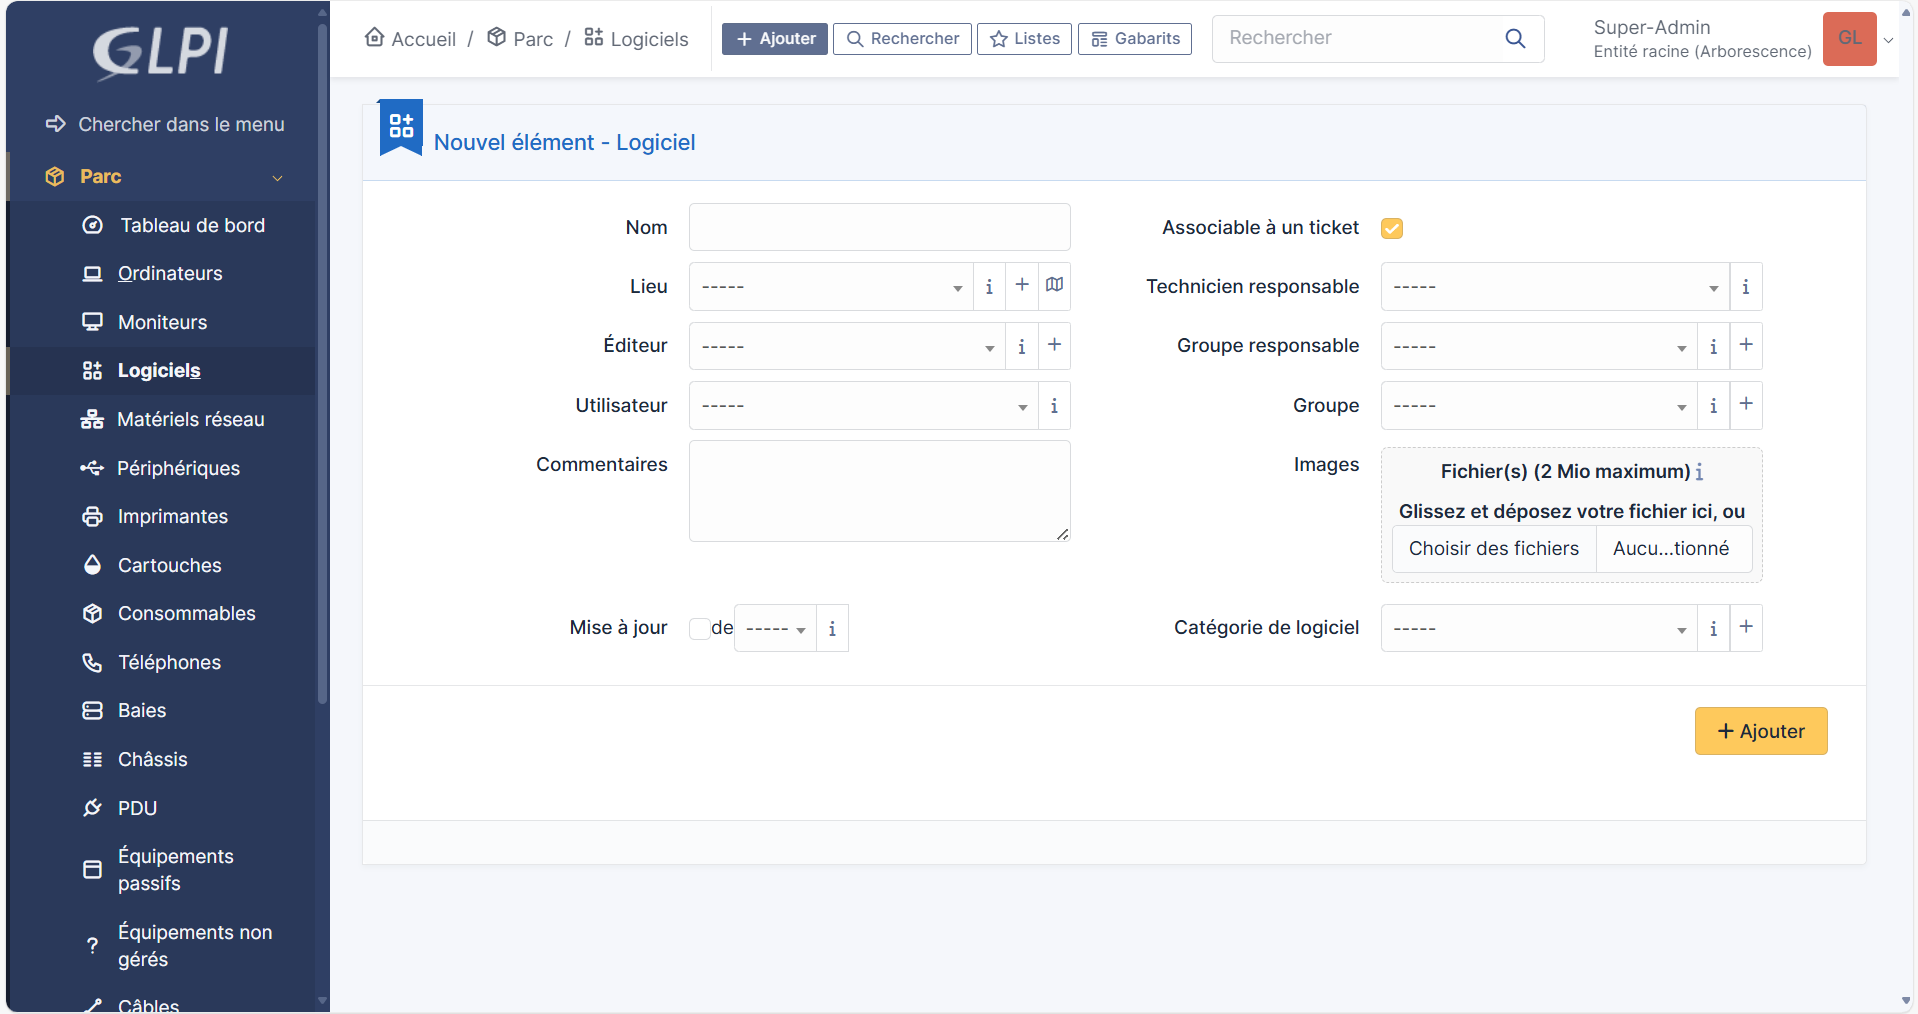 GLPI
Chercher dans le menu
Parc
Tableau de bord
Ordinateurs
Moniteurs
Logiciels
Matériels réseau
Périphériques
Imprimantes
Cartouches
Consommables
Téléphones
Baies
Châssis
PDU
Équipements
passifs
Équipements non
gérés
Câbles
Accueil / Parc / Logiciels
+ Ajouter
Rechercher
Listes
Gabarits
Rechercher
Super-Admin
Entité racine (Arborescence)
GL
Nouvel élément - Logiciel
Nom
Associable à un ticket
Lieu -----
Technicien responsable -----
Éditeur -----
Groupe responsable -----
Utilisateur -----
Groupe -----
Commentaires
Images
Fichier(s) (2 Mio maximum)
Glissez et déposez votre fichier ici, ou
Choisir des fichiers Aucu...tionné
Mise à jour de -----
Catégorie de logiciel -----
+ Ajouter